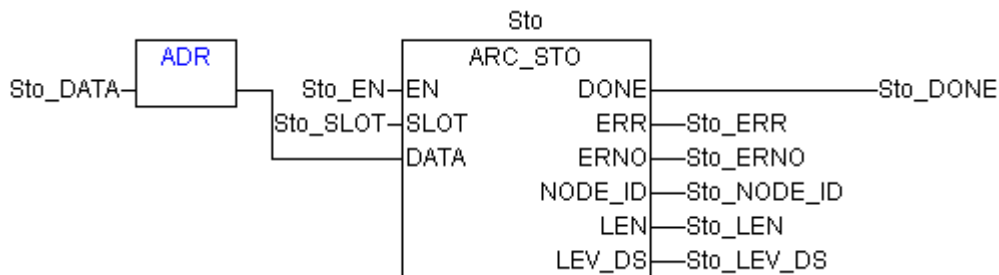 Sto
ADR ARC_STO
Sto_DATA Sto_EN EN DONE Sto_DONE
Sto_SLOT SLOT ERR Sto_ERR
DATA ERNO Sto_ERNO
NODE_ID Sto_NODE_ID
LEN Sto_LEN
LEV_DS Sto_LEV_DS